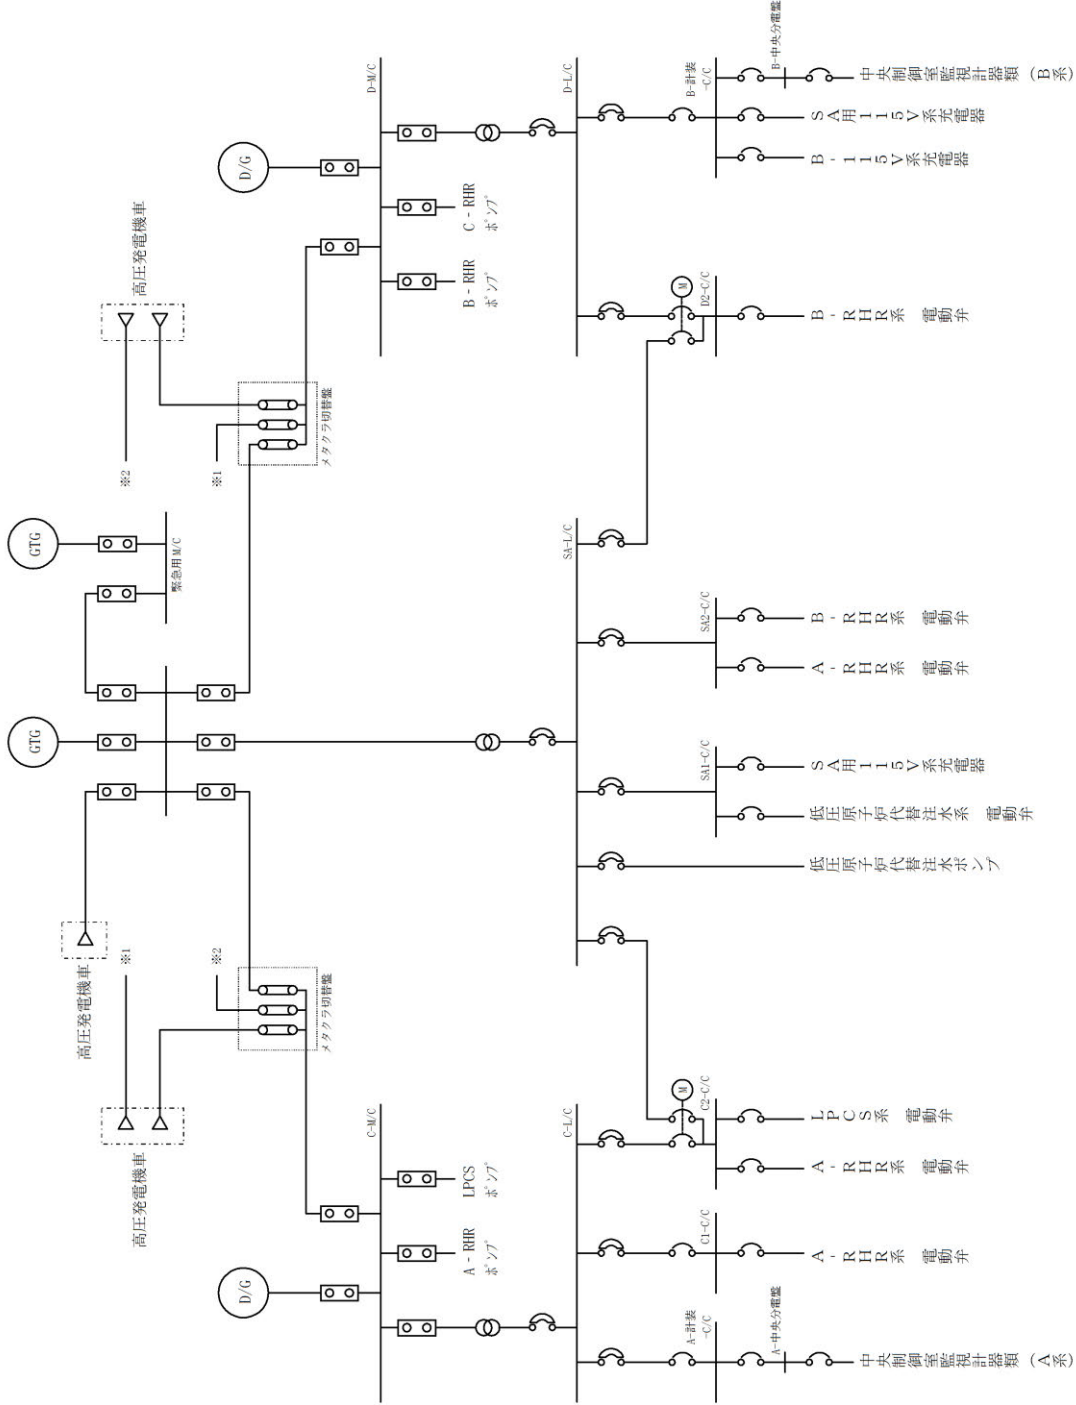 GTG
GTG
高圧発電機車
※1
※2
高圧発電機車
高圧発電機車
緊急用M/C
※2
※1
D/G
D/G
メタクラ切替盤
メタクラ切替盤
C-M/C
D-M/C
A-RHR
ポンプ
LPCS
ポンプ
B-RHR
ポンプ
C-RHR
ポンプ
C-L/C
SA-L/C
D-L/C
M
M
A-計装
-C/C
C1-C/C
C2-C/C
SA1-C/C
SA2-C/C
D2-C/C
B-計装
-C/C
A-中央分電盤
B-中央分電盤
中央制御室監視計器類(A系)
A-RHR系 電動弁
A-RHR系 電動弁
LPCS系 電動弁
低圧原子炉代替注水ポンプ
低圧原子炉代替注水系 電動弁
SA用115V系充電器
A-RHR系 電動弁
B-RHR系 電動弁
B-RHR系 電動弁
B-115V系充電器
SA用115V系充電器
中央制御室監視計器類(B系)